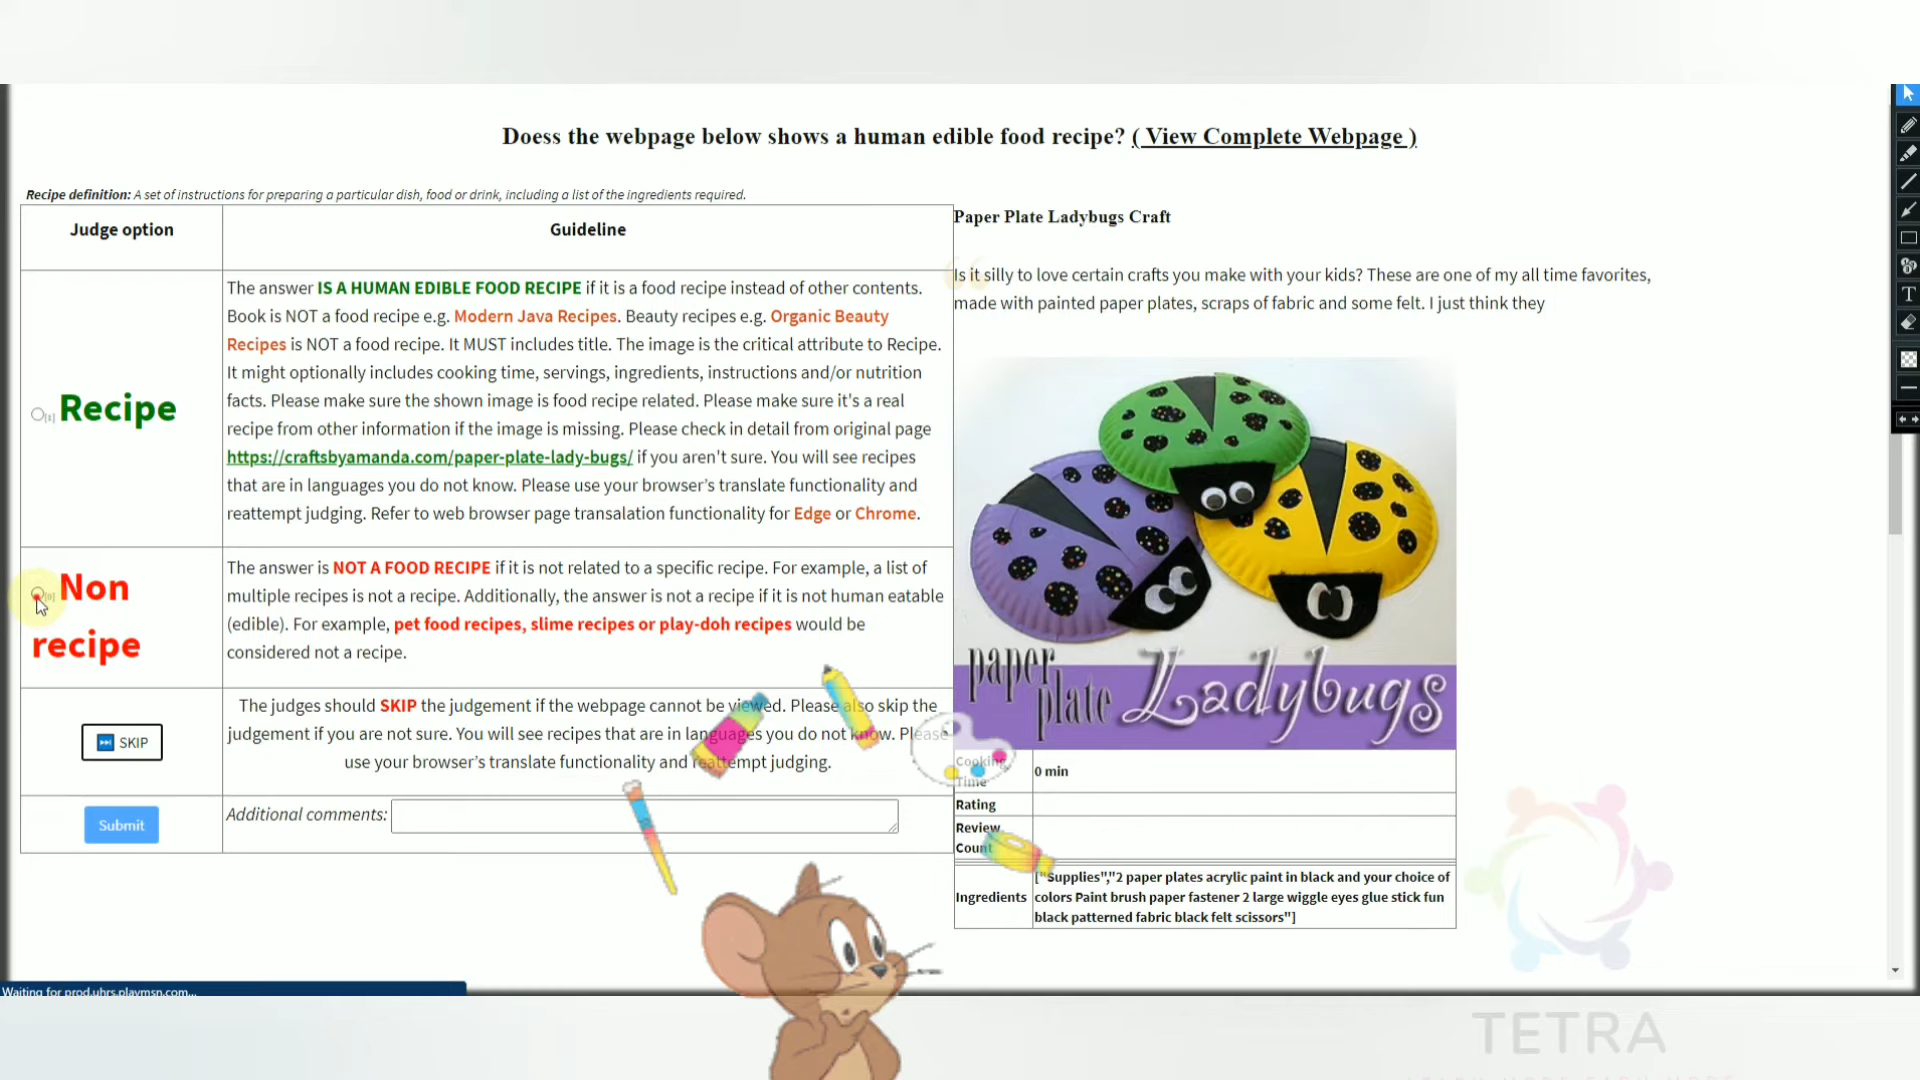 Doess the webpage below shows a human edible food recipe? ( View Complete Webpage )
Recipe definition: A set of instructions for preparing a particular dish, food or drink, including a list of the ingredients required.
Judge option
Guideline
[1] Recipe
The answer IS A HUMAN EDIBLE FOOD RECIPE if it is a food recipe instead of other contents.
Book is NOT a food recipe e.g. Modern Java Recipes. Beauty recipes e.g. Organic Beauty
Recipes is NOT a food recipe. It MUST includes title. The image is the critical attribute to Recipe.
It might optionally includes cooking time, servings, ingredients, instructions and/or nutrition
facts. Please make sure the shown image is food recipe related. Please make sure it's a real
recipe from other information if the image is missing. Please check in detail from original page
https://craftsbyamanda.com/paper-plate-lady-bugs/ if you aren't sure. You will see recipes
that are in languages you do not know. Please use your browser's translate functionality and
reattempt judging. Refer to web browser page transalation functionality for Edge or Chrome.
[0] Non
recipe
The answer is NOT A FOOD RECIPE if it is not related to a specific recipe. For example, a list of
multiple recipes is not a recipe. Additionally, the answer is not a recipe if it is not human eatable
(edible). For example, pet food recipes, slime recipes or play-doh recipes would be
considered not a recipe.
SKIP
The judges should SKIP the judgement if the webpage cannot be viewed. Please also skip the
judgement if you are not sure. You will see recipes that are in languages you do not know. Please
use your browser's translate functionality and reattempt judging.
Submit
Additional comments:
Paper Plate Ladybugs Craft
Is it silly to love certain crafts you make with your kids? These are one of my all time favorites,
made with painted paper plates, scraps of fabric and some felt. I just think they
paper
plate Ladybugs
Cooking
Time
0 min
Rating
Review
Count
Ingredients
["Supplies","2 paper plates acrylic paint in black and your choice of
colors Paint brush paper fastener 2 large wiggle eyes glue stick fun
black patterned fabric black felt scissors"]
Waiting for prod.uhrs.playmsn.com...
TETRA